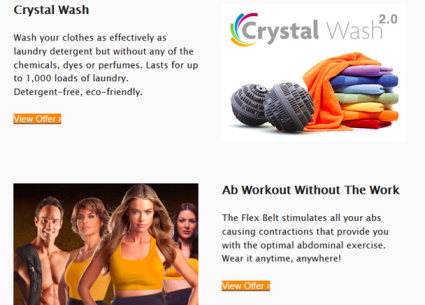 Crystal Wash
Wash your clothes as effectively as
laundry detergent but without any of the
chemicals, dyes or perfumes. Lasts for up
to 1,000 loads of laundry.
Detergent-free, eco-friendly.
View Offer ›
Crystal Wash 2.0
Ab Workout Without The Work
The Flex Belt stimulates all your abs
causing contractions that provide you
with the optimal abdominal exercise.
Wear it anytime, anywhere!
View Offer ›